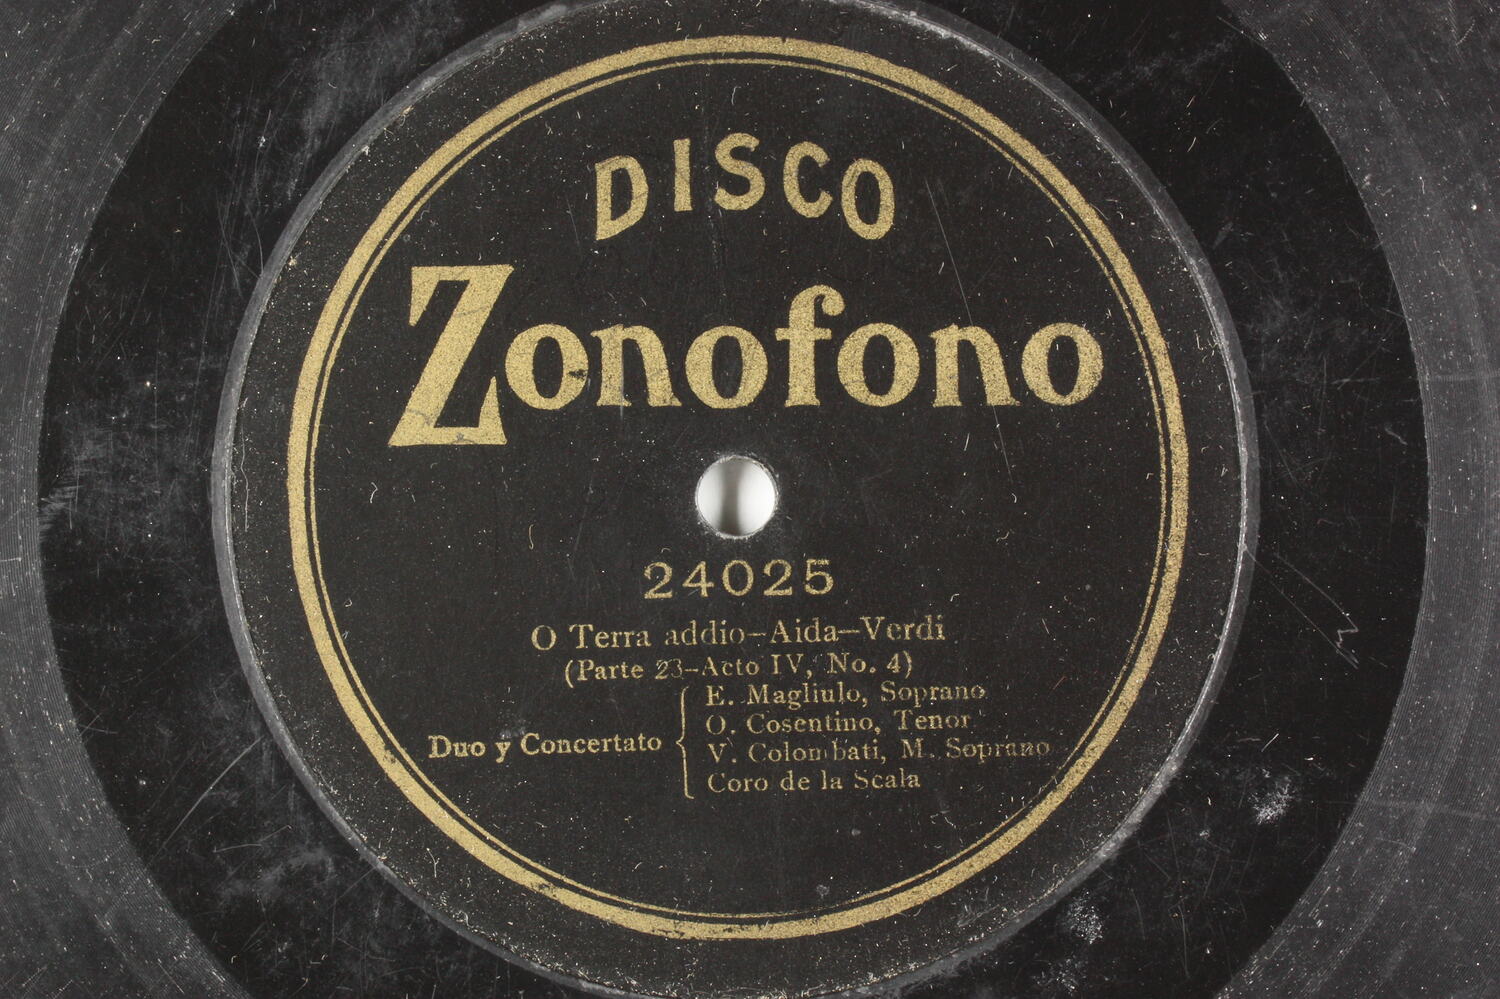 DISCO
Zonofono
24025
O Terra addio–Aida–Verdi
(Parte 23–Acto IV, No. 4)
Duo y Concertato
E. Magliulo, Soprano
O. Cosentino, Tenor
V. Colombati, M. Soprano
Coro de la Scala